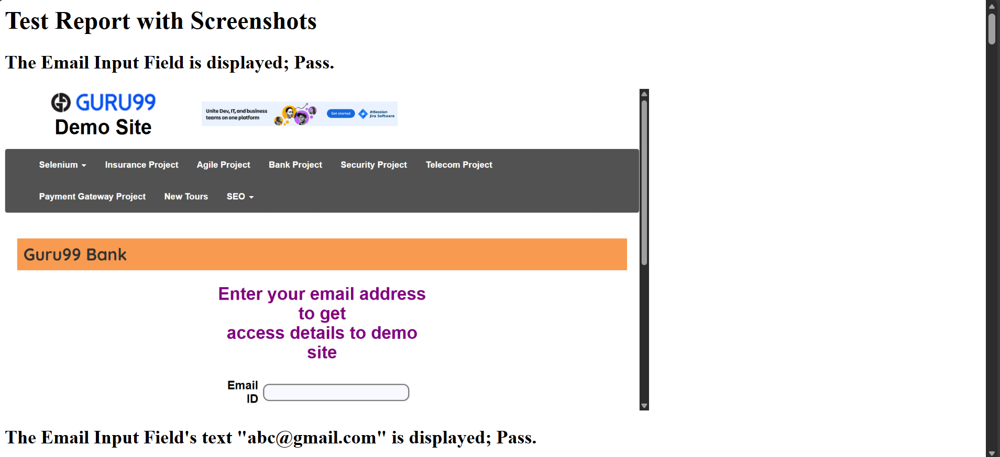 Test Report with Screenshots
The Email Input Field is displayed; Pass.
GURU99
Demo Site
Unite Dev, IT, and business
teams on one platform
Get started
Atlassian
Jira Software
Selenium Insurance Project Agile Project Bank Project Security Project Telecom Project
Payment Gateway Project New Tours SEO
Guru99 Bank
Enter your email address
to get
access details to demo
site
Email
ID
The Email Input Field's text "abc@gmail.com" is displayed; Pass.